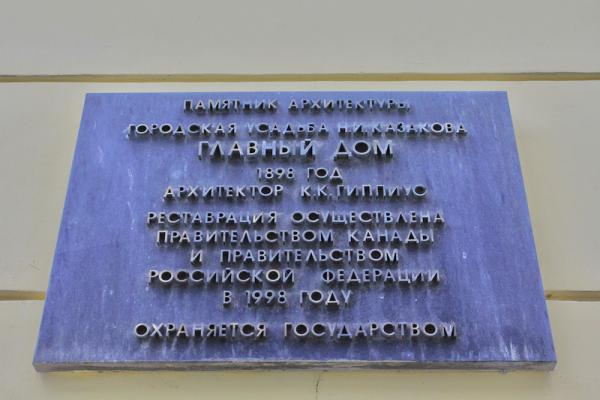 ПАМЯТНИК АРХИТЕКТУРЫ
ГОРОДСКАЯ УСАДЬБА Н.И.КАЗАКОВА
ГЛАВНЫЙ ДОМ
1898 ГОД
АРХИТЕКТОР К.К.ГИППИУС
РЕСТАВРАЦИЯ ОСУЩЕСТВЛЕНА
ПРАВИТЕЛЬСТВОМ КАНАДЫ
И ПРАВИТЕЛЬСТВОМ
РОССИЙСКОЙ ФЕДЕРАЦИИ
В 1998 ГОДУ
ОХРАНЯЕТСЯ ГОСУДАРСТВОМ